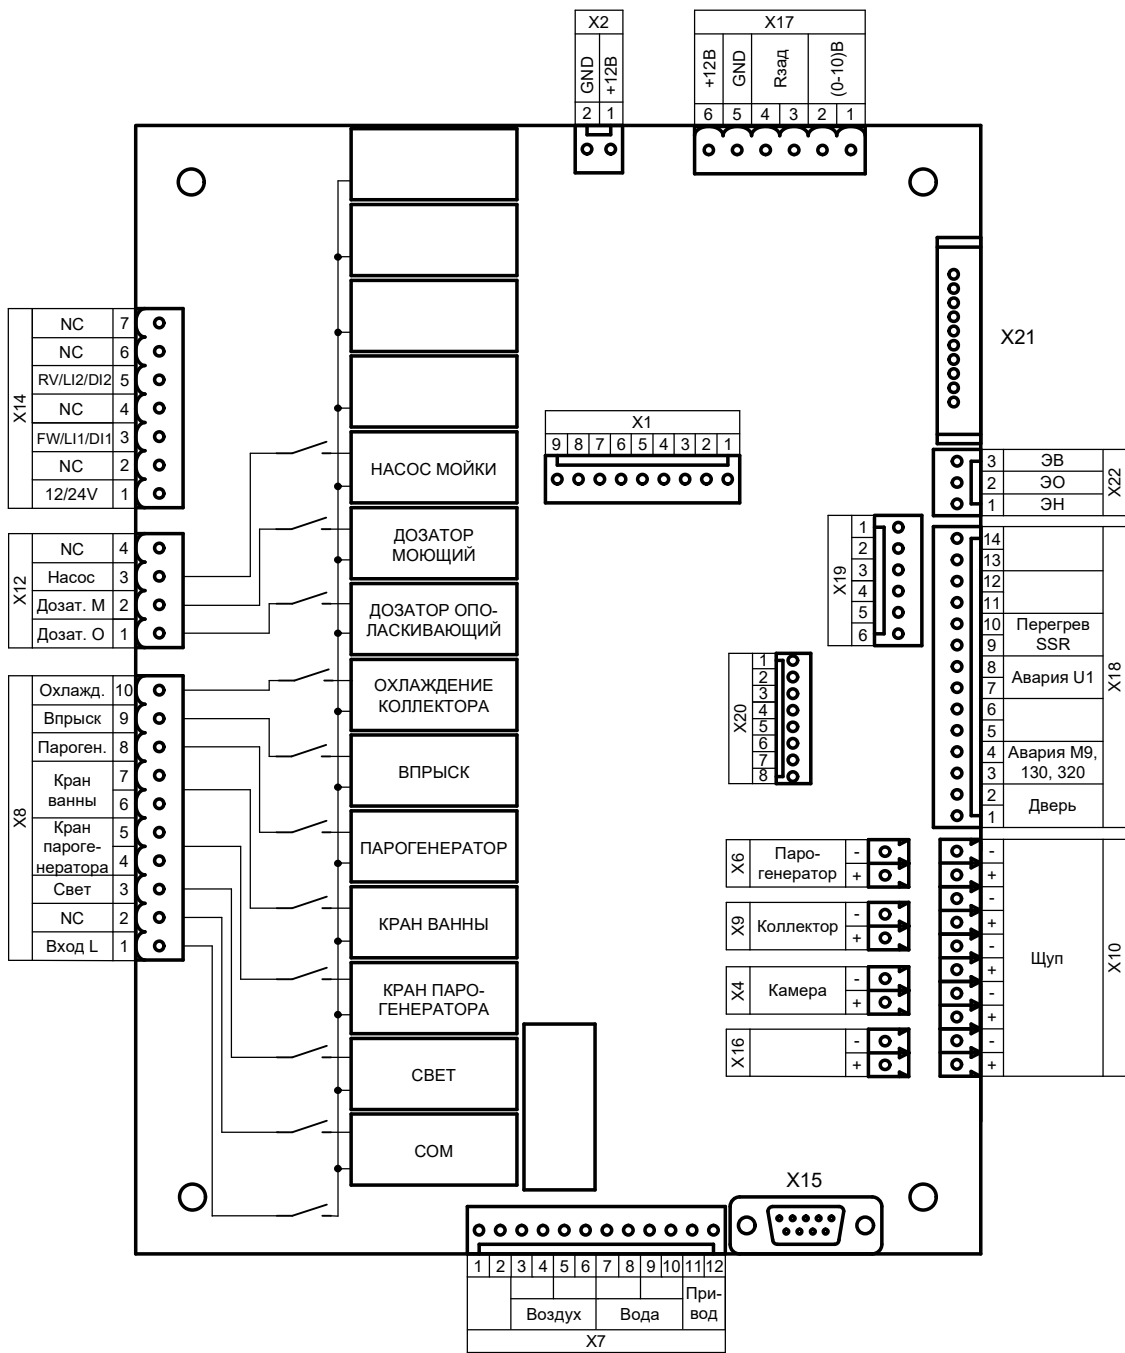 X2
GND
+12В
2 1
X17
+12В
GND
Rзад
(0-10)В
6 5 4 3 2 1
X14
NC 7
NC 6
RV/LI2/DI2 5
NC 4
FW/LI1/DI1 3
NC 2
12/24V 1
X12
NC 4
Насос 3
Дозат. М 2
Дозат. О 1
X8
Охлажд. 10
Впрыск 9
Пароген. 8
Кран
ванны
7
6
Кран
пароге-
нератора
5
4
Свет 3
NC 2
Вход L 1
НАСОС МОЙКИ
ДОЗАТОР
МОЮЩИЙ
ДОЗАТОР ОПО-
ЛАСКИВАЮЩИЙ
ОХЛАЖДЕНИЕ
КОЛЛЕКТОРА
ВПРЫСК
ПАРОГЕНЕРАТОР
КРАН ВАННЫ
КРАН ПАРО-
ГЕНЕРАТОРА
СВЕТ
COM
X1
9 8 7 6 5 4 3 2 1
X21
3 ЭВ
2 ЭО
1 ЭН
X22
X19
1
2
3
4
5
6
X20
1
2
3
4
5
6
7
8
14
13
12
11
10
9
Перегрев
SSR
8
7
Авария U1
6
5
4
3
Авария М9,
130, 320
2
1
Дверь
X18
X6
Паро-
генератор
-
+
X9
Коллектор
-
+
X4
Камера
-
+
X16
-
+
-
+
-
+
-
+
-
+
-
+
Щуп
X10
X15
1 2 3 4 5 6 7 8 9 10 11 12
Воздух
Вода
При-
вод
X7